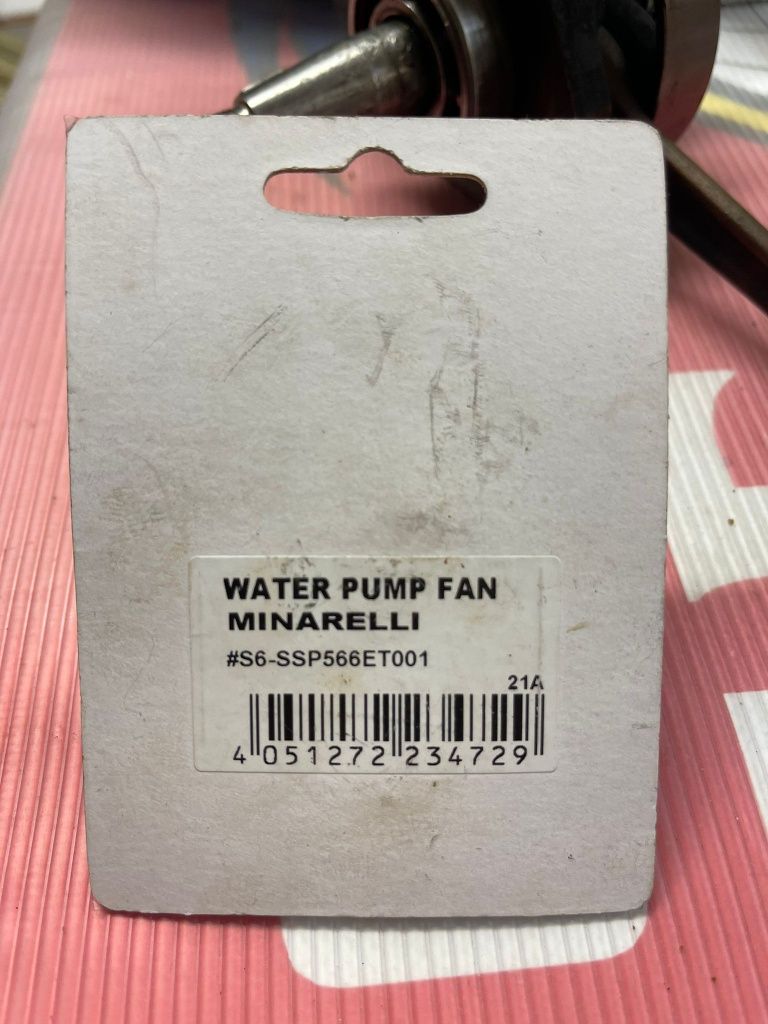 WATER PUMP FAN
MINARELLI
#S6-SSP566ET001
21A
4 051272 234729